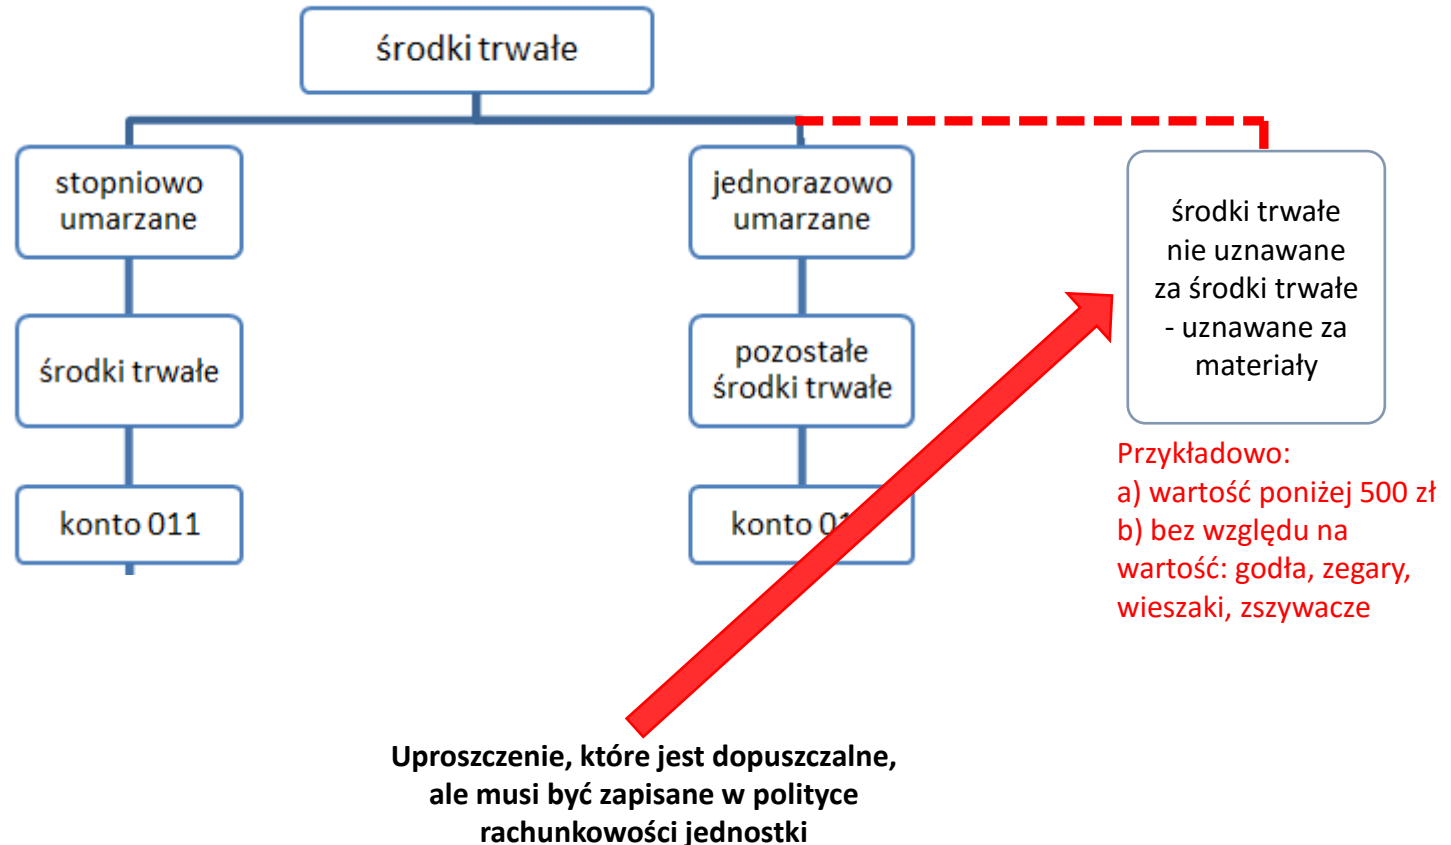 środki trwałe
stopniowo
umarzane
jednorazowo
umarzane
środki trwałe
nie uznawane
za środki trwałe
- uznawane za
materiały
środki trwałe
pozostałe
środki trwałe
konto 011
konto
Przykładowo:
a) wartość poniżej 500 zł
b) bez względu na
wartość: godła, zegary,
wieszaki, zszywacze
Uproszczenie, które jest dopuszczalne,
ale musi być zapisane w polityce
rachunkowości jednostki